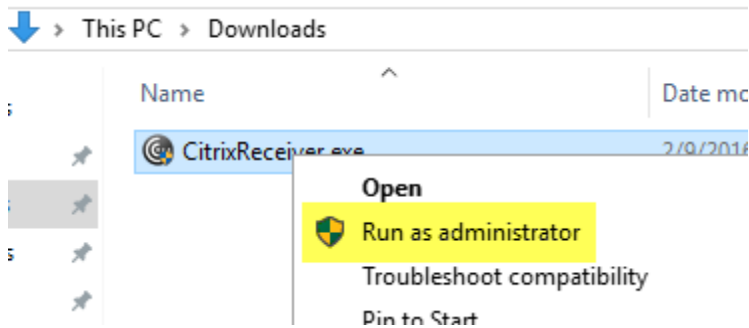 This PC > Downloads
Name
Date mo
CitrixReceiver.exe
2/9/2016
Open
Run as administrator
Troubleshoot compatibility
Pin to Start